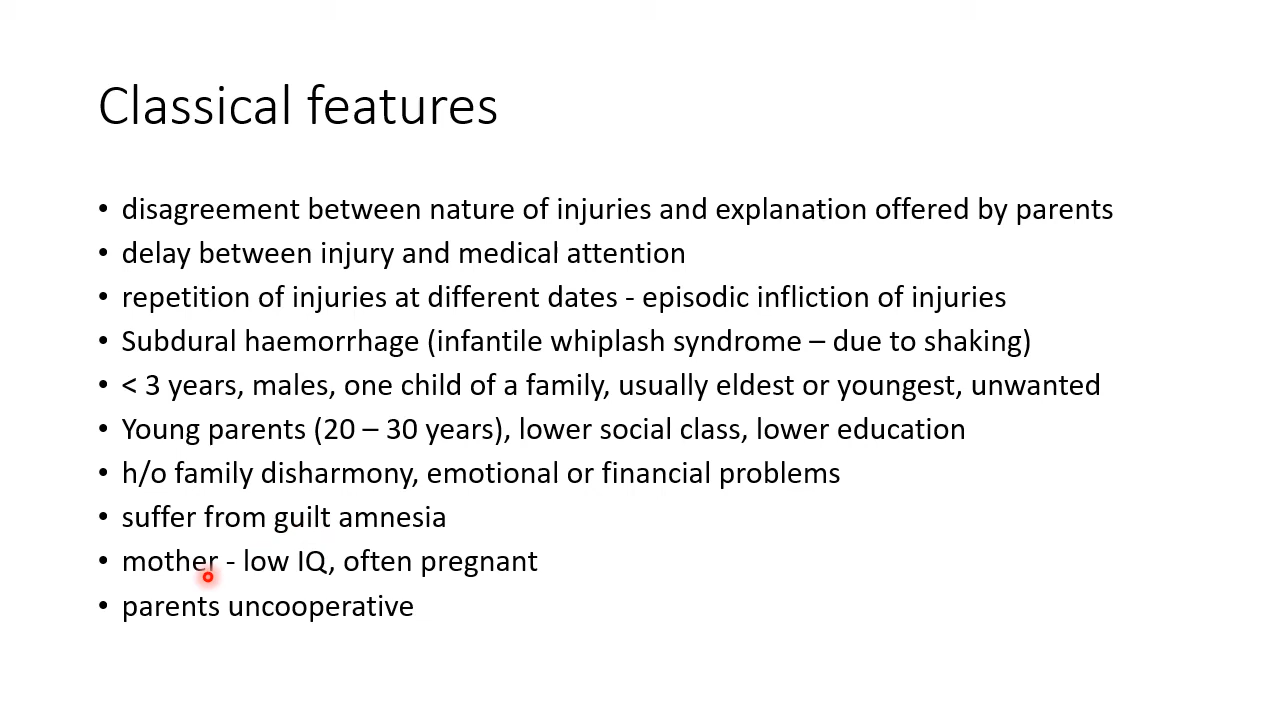 Classical features
• disagreement between nature of injuries and explanation offered by parents
• delay between injury and medical attention
• repetition of injuries at different dates - episodic infliction of injuries
• Subdural haemorrhage (infantile whiplash syndrome – due to shaking)
• < 3 years, males, one child of a family, usually eldest or youngest, unwanted
• Young parents (20 – 30 years), lower social class, lower education
• h/o family disharmony, emotional or financial problems
• suffer from guilt amnesia
• mother - low IQ, often pregnant
• parents uncooperative